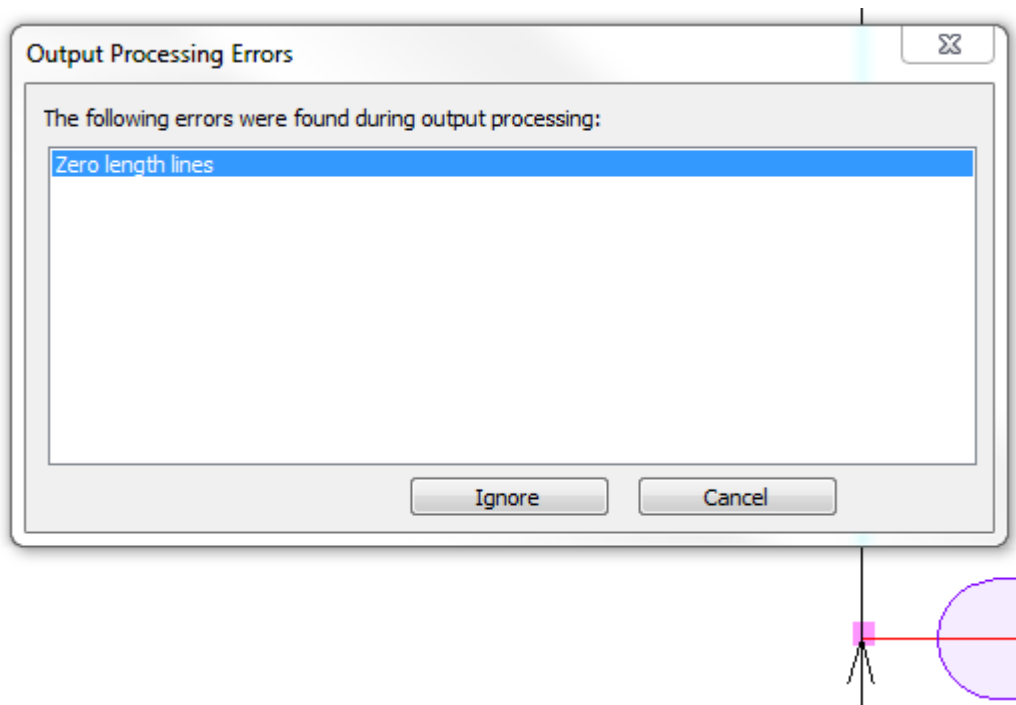 Output Processing Errors
The following errors were found during output processing:
Zero length lines
Ignore Cancel